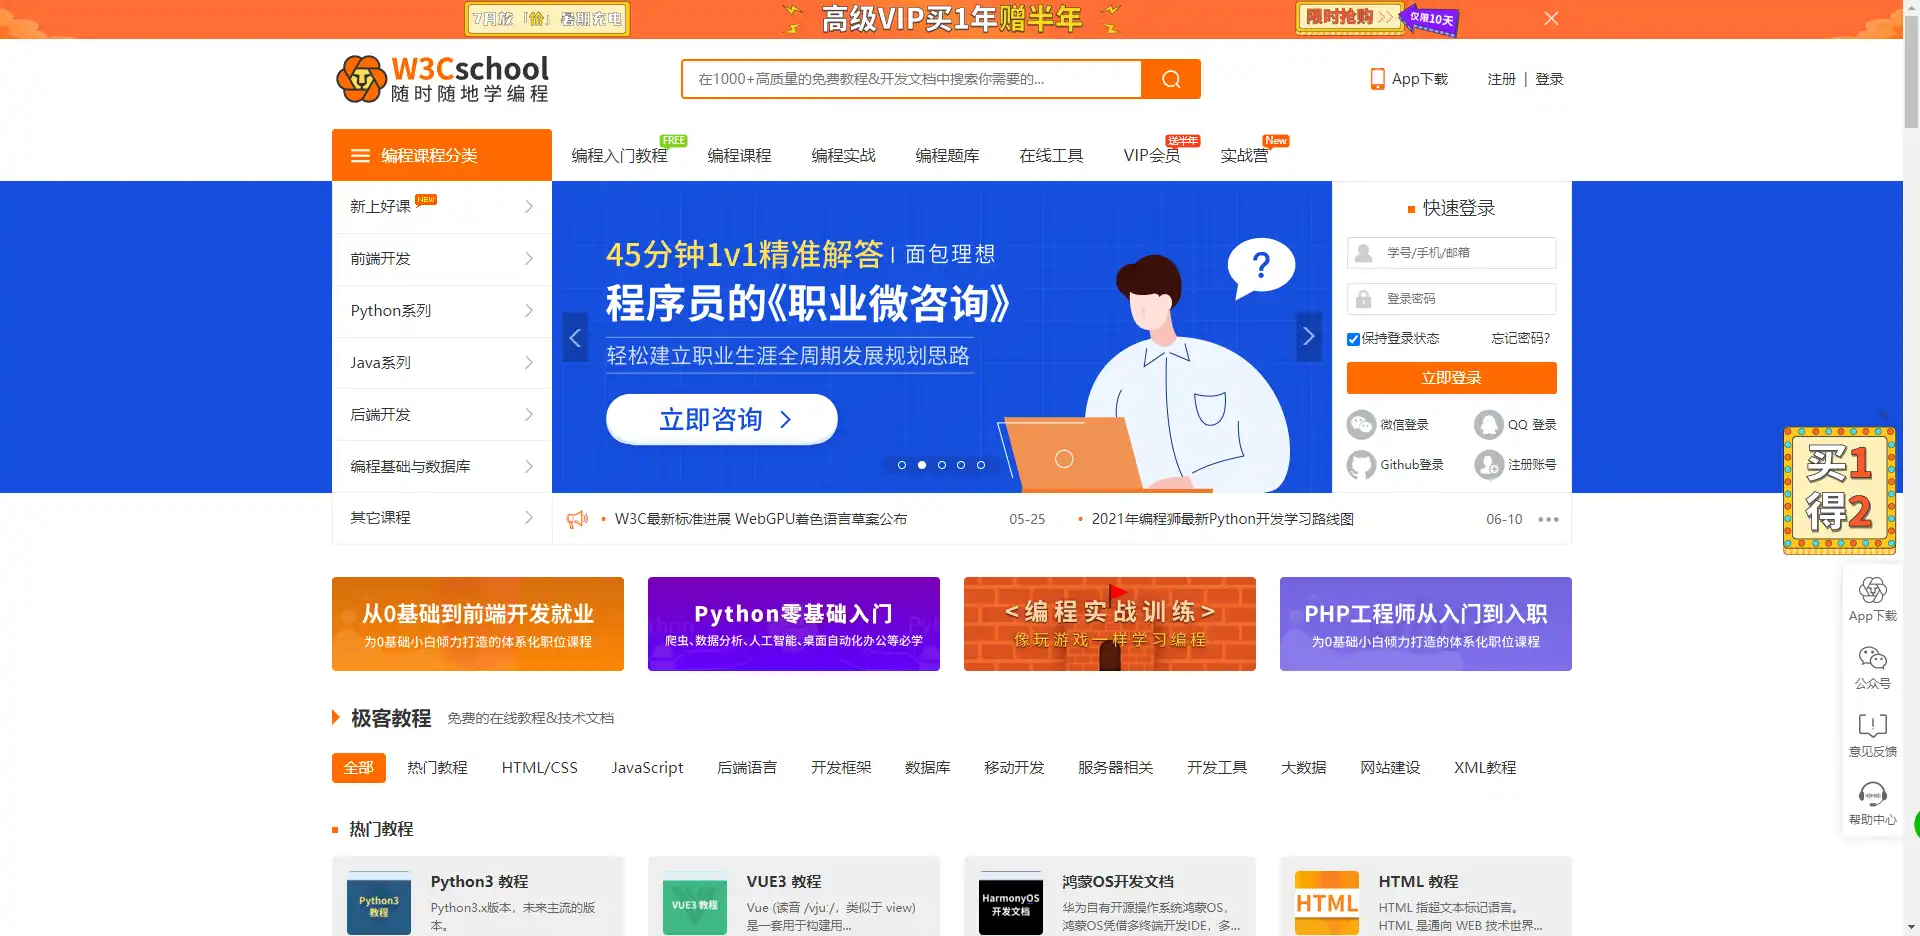 7月放「价」暑期充电
高级VIP买1年赠半年
限时抢购>>
仅限10天
W3Cschool
随时随地学编程
在1000+高质量的免费教程&开发文档中搜索你需要的...
App下载
注册 | 登录
编程课程分类
编程入门教程 FREE
编程课程
编程实战
编程题库
在线工具
VIP会员 送半年
实战营 New
新上好课 NEW
前端开发
Python系列
Java系列
后端开发
编程基础与数据库
其它课程
45分钟1v1精准解答 | 面包理想
程序员的《职业微咨询》
轻松建立职业生涯全周期发展规划思路
立即咨询
?
快速登录
学号/手机/邮箱
登录密码
保持登录状态 忘记密码?
立即登录
微信登录 QQ 登录
Github登录 注册账号
W3C最新标准进展 WebGPU着色语言草案公布 05-25
2021年编程狮最新Python开发学习路线图 06-10
买1
得2
从0基础到前端开发就业
为0基础小白倾力打造的体系化职位课程
Python零基础入门
爬虫、数据分析、人工智能、桌面自动化办公等必学
<编程实战训练>
像玩游戏一样学习编程
PHP工程师从入门到入职
为0基础小白倾力打造的体系化职位课程
App下载
公众号
意见反馈
帮助中心
极客教程 免费的在线教程&技术文档
全部 热门教程 HTML/CSS JavaScript 后端语言 开发框架 数据库 移动开发 服务器相关 开发工具 大数据 网站建设 XML教程
热门教程
Python3
教程
Python3 教程
Python3.x版本，未来主流的版
本。
VUE3 教程
VUE3 教程
Vue (读音 /vjuː/，类似于 view)
是一套用于构建用...
HarmonyOS
开发文档
鸿蒙OS开发文档
华为自有开源操作系统鸿蒙OS，
鸿蒙OS凭借多终端开发IDE，多...
HTML
HTML 教程
HTML 指超文本标记语言。
HTML 是通向 WEB 技术世界...